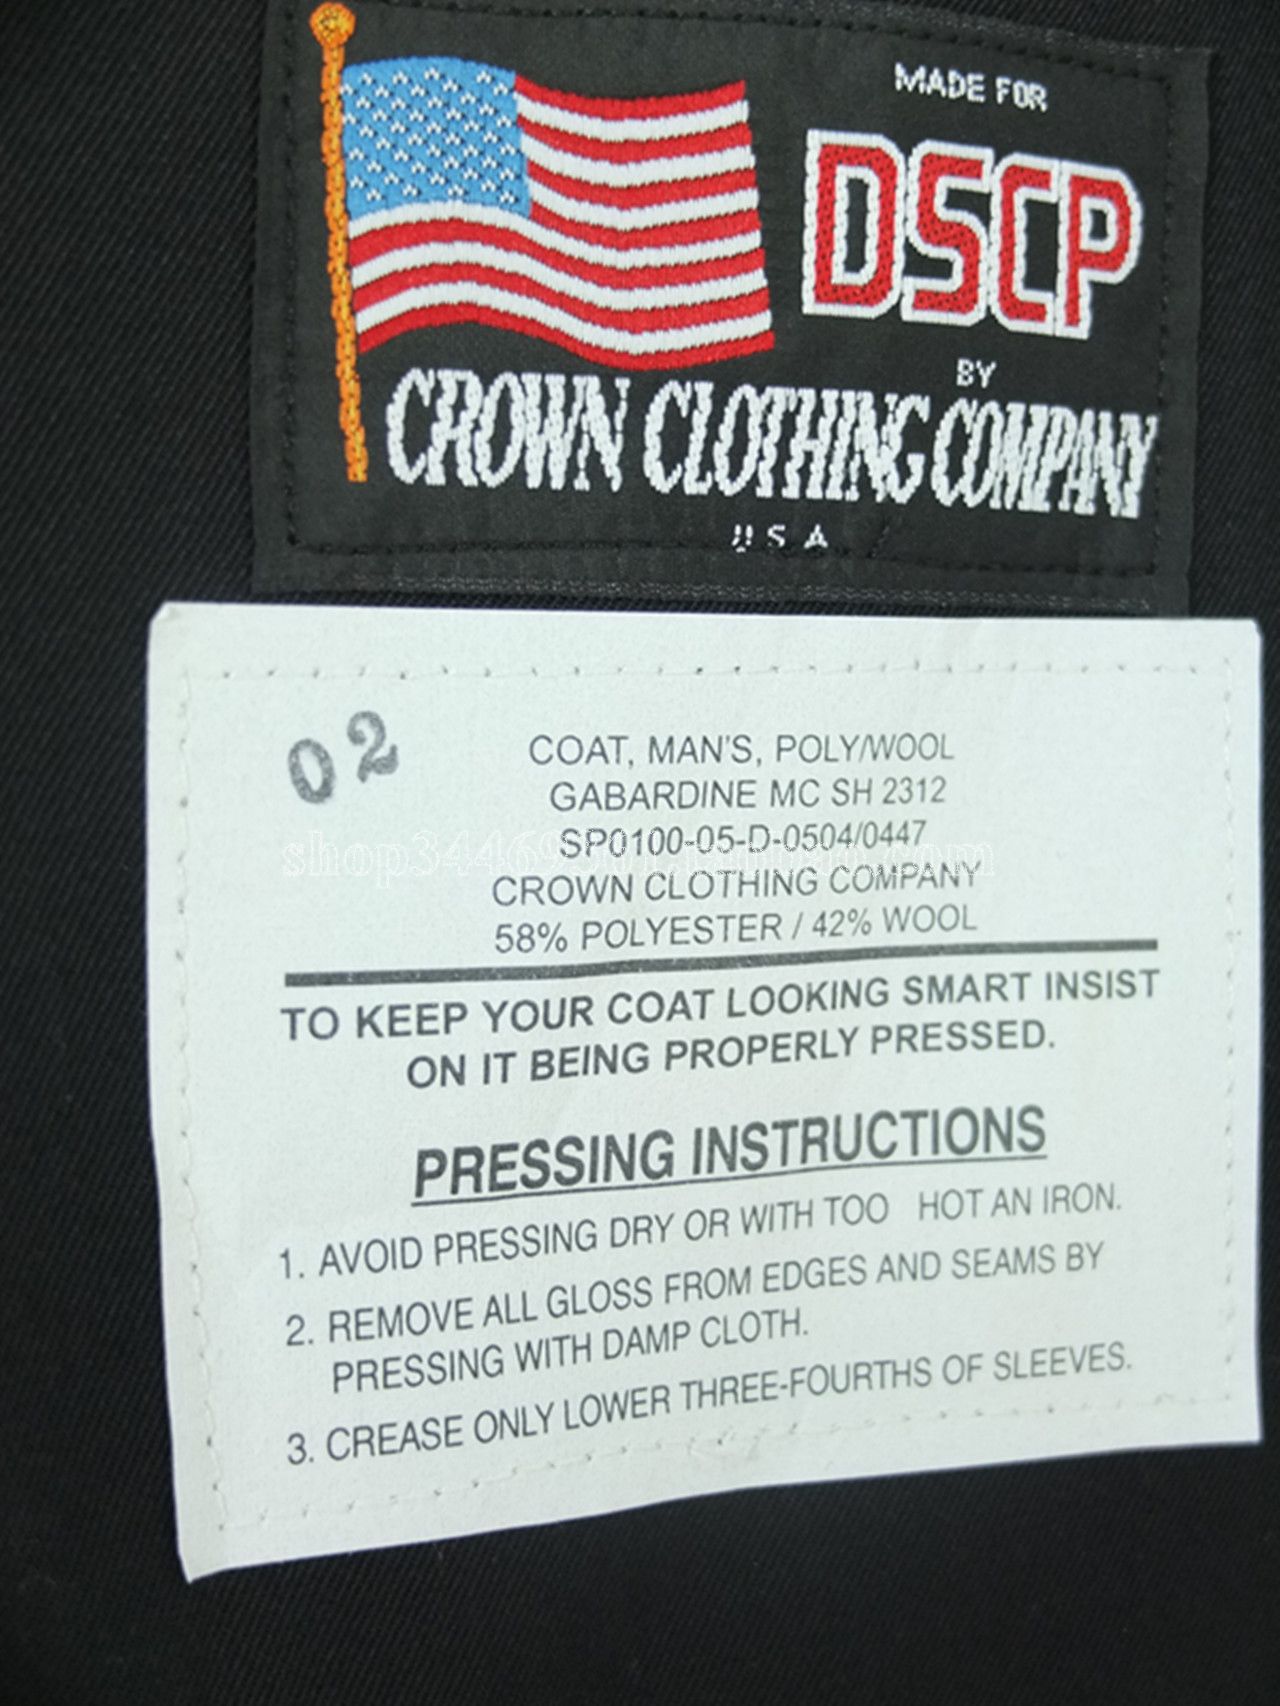 MADE FOR
DSCP
BY
CROWN CLOTHING COMPANY
USA
02
COAT, MAN'S, POLY/WOOL
GABARDINE MC SH 2312
SP0100-05-D-0504/0447
CROWN CLOTHING COMPANY
58% POLYESTER / 42% WOOL
TO KEEP YOUR COAT LOOKING SMART INSIST
ON IT BEING PROPERLY PRESSED.
PRESSING INSTRUCTIONS
1. AVOID PRESSING DRY OR WITH TOO HOT AN IRON.
2. REMOVE ALL GLOSS FROM EDGES AND SEAMS BY
PRESSING WITH DAMP CLOTH.
3. CREASE ONLY LOWER THREE-FOURTHS OF SLEEVES.